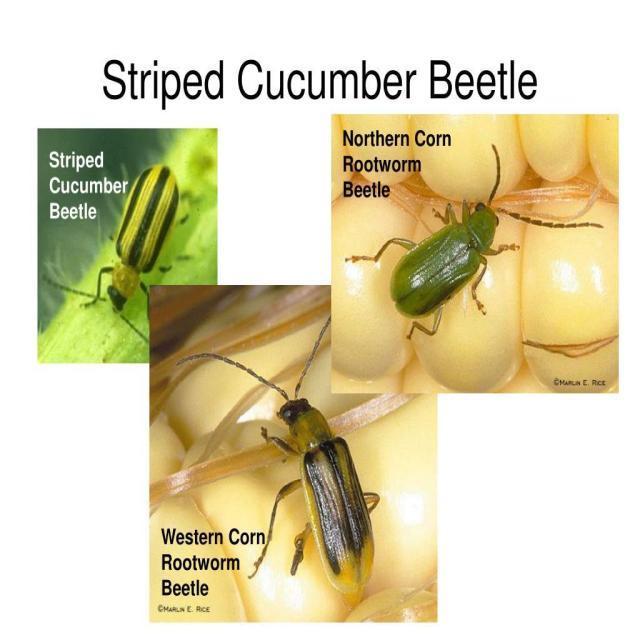 Striped Cucumber Beetle
Striped
Cucumber
Beetle
Northern Corn
Rootworm
Beetle
©MARLIN E. RICE
Western Corn
Rootworm
Beetle
©MARLIN E. RICE